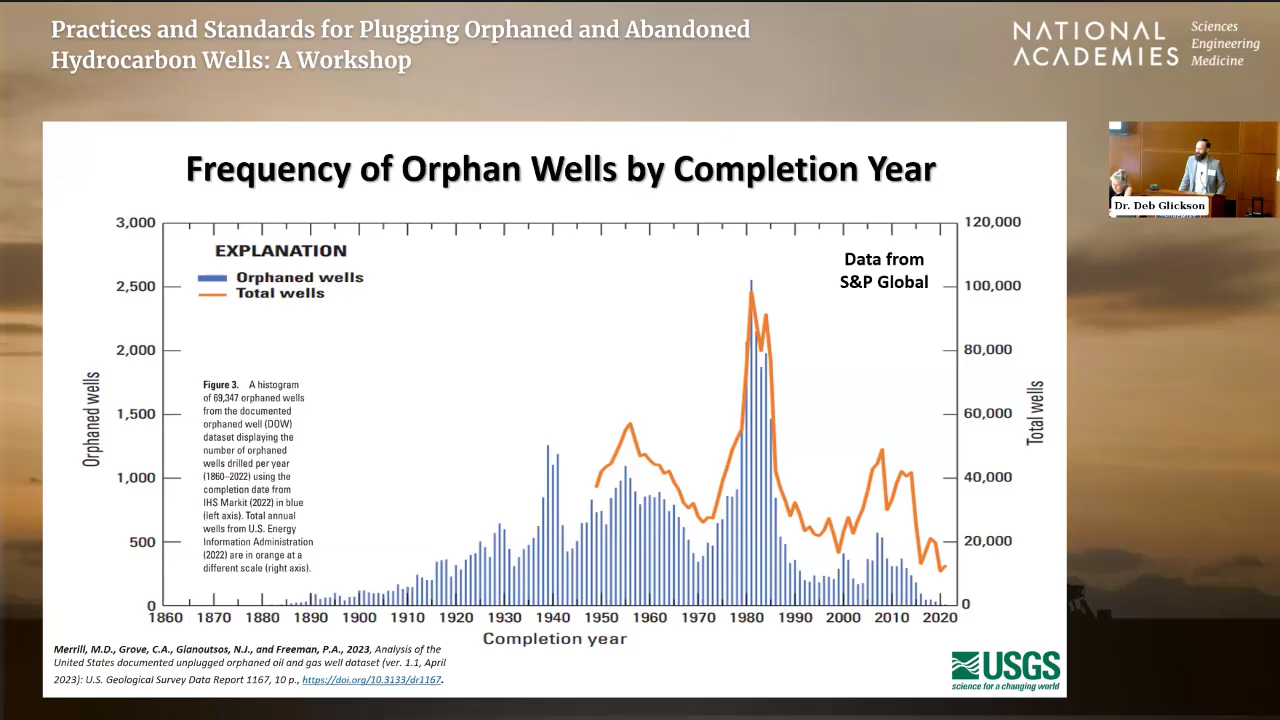 Practices and Standards for Plugging Orphaned and Abandoned
Hydrocarbon Wells: A Workshop
NATIONAL
ACADEMIES
Sciences
Engineering
Medicine
Dr. Deb Glickson
Frequency of Orphan Wells by Completion Year
3,000
2,500
2,000
1,500
1,000
500
0
Orphaned wells
EXPLANATION
Orphaned wells
Total wells
Data from
S&P Global
Figure 3. A histogram
of 69,347 orphaned wells
from the documented
orphaned well (DOW)
dataset displaying the
number of orphaned
wells drilled per year
(1860–2022) using the
completion date from
IHS Markit (2022) in blue
(left axis). Total annual
wells from U.S. Energy
Information Administration
(2022) are in orange at a
different scale (right axis).
120,000
100,000
80,000
60,000
40,000
20,000
0
Total wells
1860 1870 1880 1890 1900 1910 1920 1930 1940 1950 1960 1970 1980 1990 2000 2010 2020
Completion year
Merrill, M.D., Grove, C.A., Gianoutsos, N.J., and Freeman, P.A., 2023, Analysis of the
United States documented unplugged orphaned oil and gas well dataset (ver. 1.1, April
2023): U.S. Geological Survey Data Report 1167, 10 p., https://doi.org/10.3133/dr1167.
USGS
science for a changing world